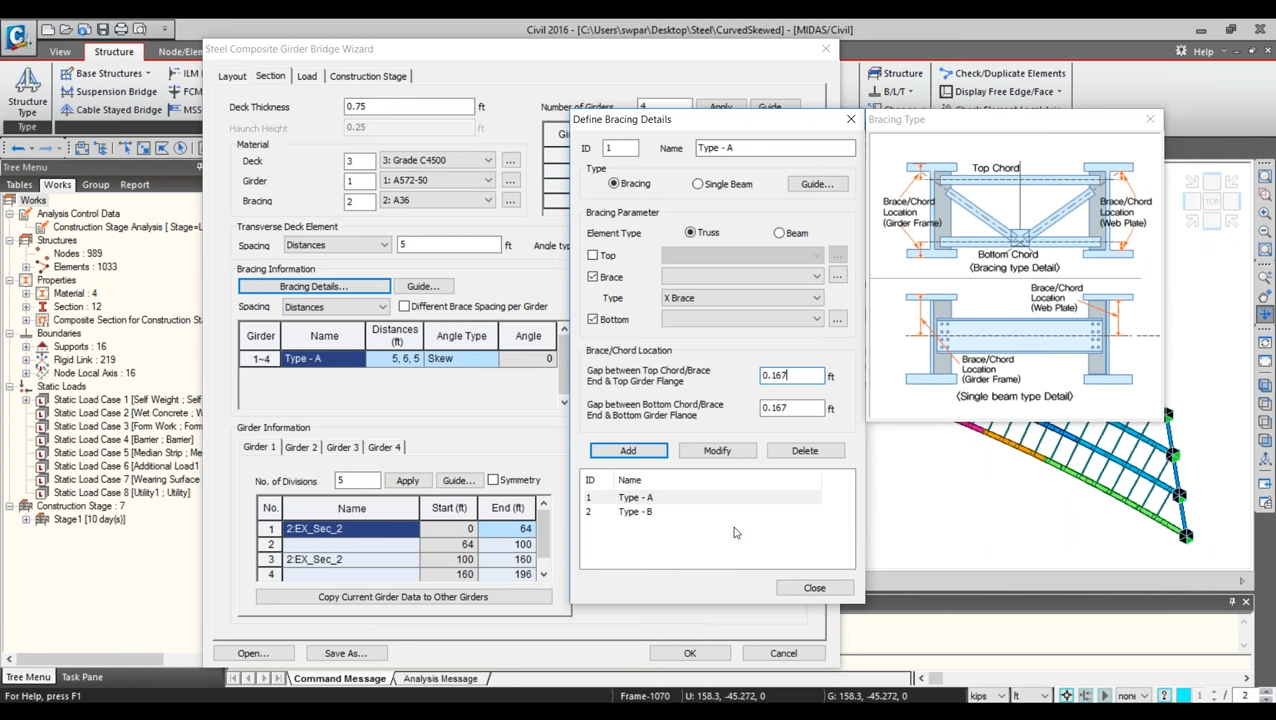 Civil 2016 - [C:\Users\swpar\Desktop\Steel\CurvedSkewed] - [MIDAS/Civil]
View
Structure
Node/Elem
Help
Structure Type
Base Structures
Suspension Bridge
Cable Stayed Bridge
ILM
FCM
MSS
Type
Structure
B/L/T
Check/Duplicate Elements
Display Free Edge/Face
Tree Menu
Tables
Works
Group
Report
Works
Analysis Control Data
Construction Stage Analysis [ Stage=L
Structures
Nodes : 989
Elements : 1033
Properties
Material : 4
Section : 12
Composite Section for Construction Sta
Boundaries
Supports : 16
Rigid Link : 219
Node Local Axis : 16
Static Loads
Static Load Case 1 [Self Weight ; Dead
Static Load Case 2 [Wet Concrete ;
Static Load Case 3 [Form Work ;
Static Load Case 4 [Barrier ;
Static Load Case 5 [Median Strip ;
Static Load Case 6 [Additional Load1
Static Load Case 7 [Wearing Surface
Static Load Case 8 [Utility1 ;
Construction Stage : 7
Stage1 [10 day(s)]
Tree Menu
Task Pane
Steel Composite Girder Bridge Wizard
Layout
Section
Load
Construction Stage
Deck Thickness
0.75
ft
Haunch Height
0.25
ft
Number of Girders
4
Apply
Guide...
Material
Deck
3
3: Grade C4500
...
Girder
1
1: A572-50
...
Bracing
2
2: A36
...
Transverse Deck Element
Spacing
Distances
5
ft
Angle type
Bracing Information
Bracing Details...
Guide...
Spacing
Distances
Different Brace Spacing per Girder
Girder
Name
Distances (ft)
Angle Type
Angle
1~4
Type - A
5, 6, 5
Skew
0
Girder Information
Girder 1
Girder 2
Girder 3
Girder 4
No. of Divisions
5
Apply
Guide...
Symmetry
No.
Name
Start (ft)
End (ft)
1
2:EX_Sec_2
0
64
2
64
100
3
2:EX_Sec_2
100
160
4
160
196
Copy Current Girder Data to Other Girders
Open...
Save As...
OK
Cancel
Define Bracing Details
ID
1
Name
Type - A
Type
Bracing
Single Beam
Guide...
Bracing Parameter
Element Type
Truss
Beam
Top
...
Brace
...
Type
X Brace
Bottom
...
Brace/Chord Location
Gap between Top Chord/Brace
End & Top Girder Flange
0.167
ft
Gap between Bottom Chord/Brace
End & Bottom Girder Flange
0.167
ft
Add
Modify
Delete
ID
Name
1
Type - A
2
Type - B
Close
Bracing Type
Top Chord
Brace/Chord
Location
(Girder Frame)
Brace/Chord
Location
(Web Plate)
Bottom Chord
〈Bracing type Detail〉
Brace/Chord
Location
(Web Plate)
Brace/Chord
Location
(Girder Frame)
〈Single beam type Detail〉
TOP
Command Message
Analysis Message
For Help, press F1
Frame-1070
U: 158.3, -45.272, 0
G: 158.3, -45.272, 0
kips
ft
none
?
1
/
2